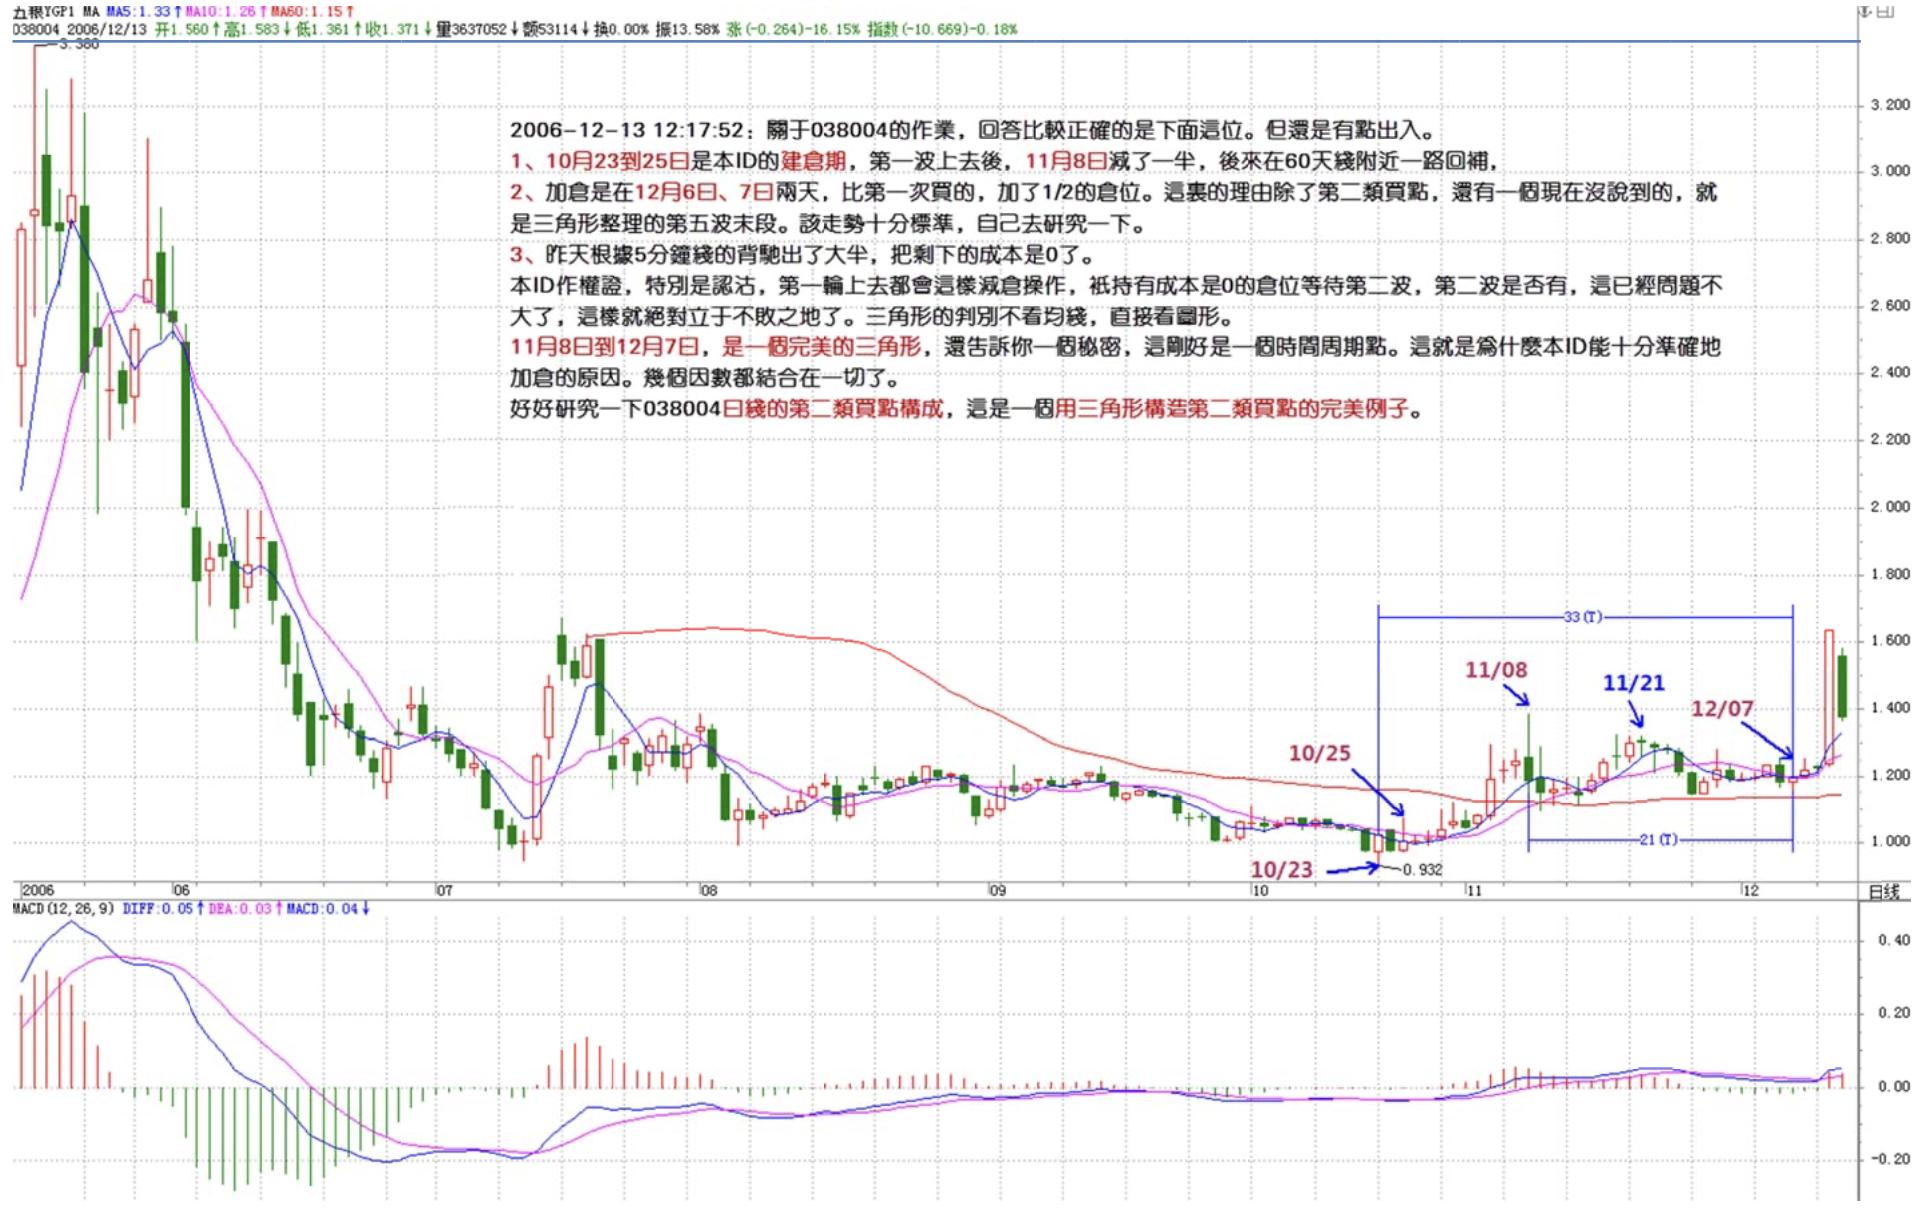 五粮YGP1 MA MA5:1.33↑MA10:1.26↑MA60:1.15↑
038004 2006/12/13 开1.560↑高1.583↓低1.361↑收1.371↓量3637052↓额53114↓换0.00% 振13.58% 涨(-0.264)-16.15% 指数(-10.669)-0.18%
3.380
2006-12-13 12:17:52；關于038004的作業，回答比較正確的是下面這位。但還是有點出入。
1、10月23到25日是本ID的建倉期，第一波上去後，11月8日減了一半，後來在60天綫附近一路回補，
2、加倉是在12月6日、7日兩天，比第一次買的，加了1/2的倉位。這裏的理由除了第二類買點，還有一個現在沒說到的，就
是三角形整理的第五波末段。該走勢十分標準，自己去研究一下。
3、昨天根據5分鐘綫的背馳出了大半，把剩下的成本是0了。
本ID作權證，特別是認沽，第一輪上去都會這樣減倉操作，衹持有成本是0的倉位等待第二波，第二波是否有，這已經問題不
大了，這樣就絕對立于不敗之地了。三角形的判別不看均綫，直接看圖形。
11月8日到12月7日，是一個完美的三角形，還告訴你一個秘密，這剛好是一個時間周期點。這就是爲什麼本ID能十分準確地
加倉的原因。幾個因數都結合在一切了。
好好研究一下038004日綫的第二類買點構成，這是一個用三角形構造第二類買點的完美例子。
3.200
3.000
2.800
2.600
2.400
2.200
2.000
1.800
1.600
1.400
1.200
1.000
33(T)
11/08
11/21
12/07
10/25
21(T)
10/23
0.932
2006 06 07 08 09 10 11 12 日线
MACD(12,26,9) DIFF:0.05↑DEA:0.03↑MACD:0.04↓
0.40
0.20
0.00
-0.20